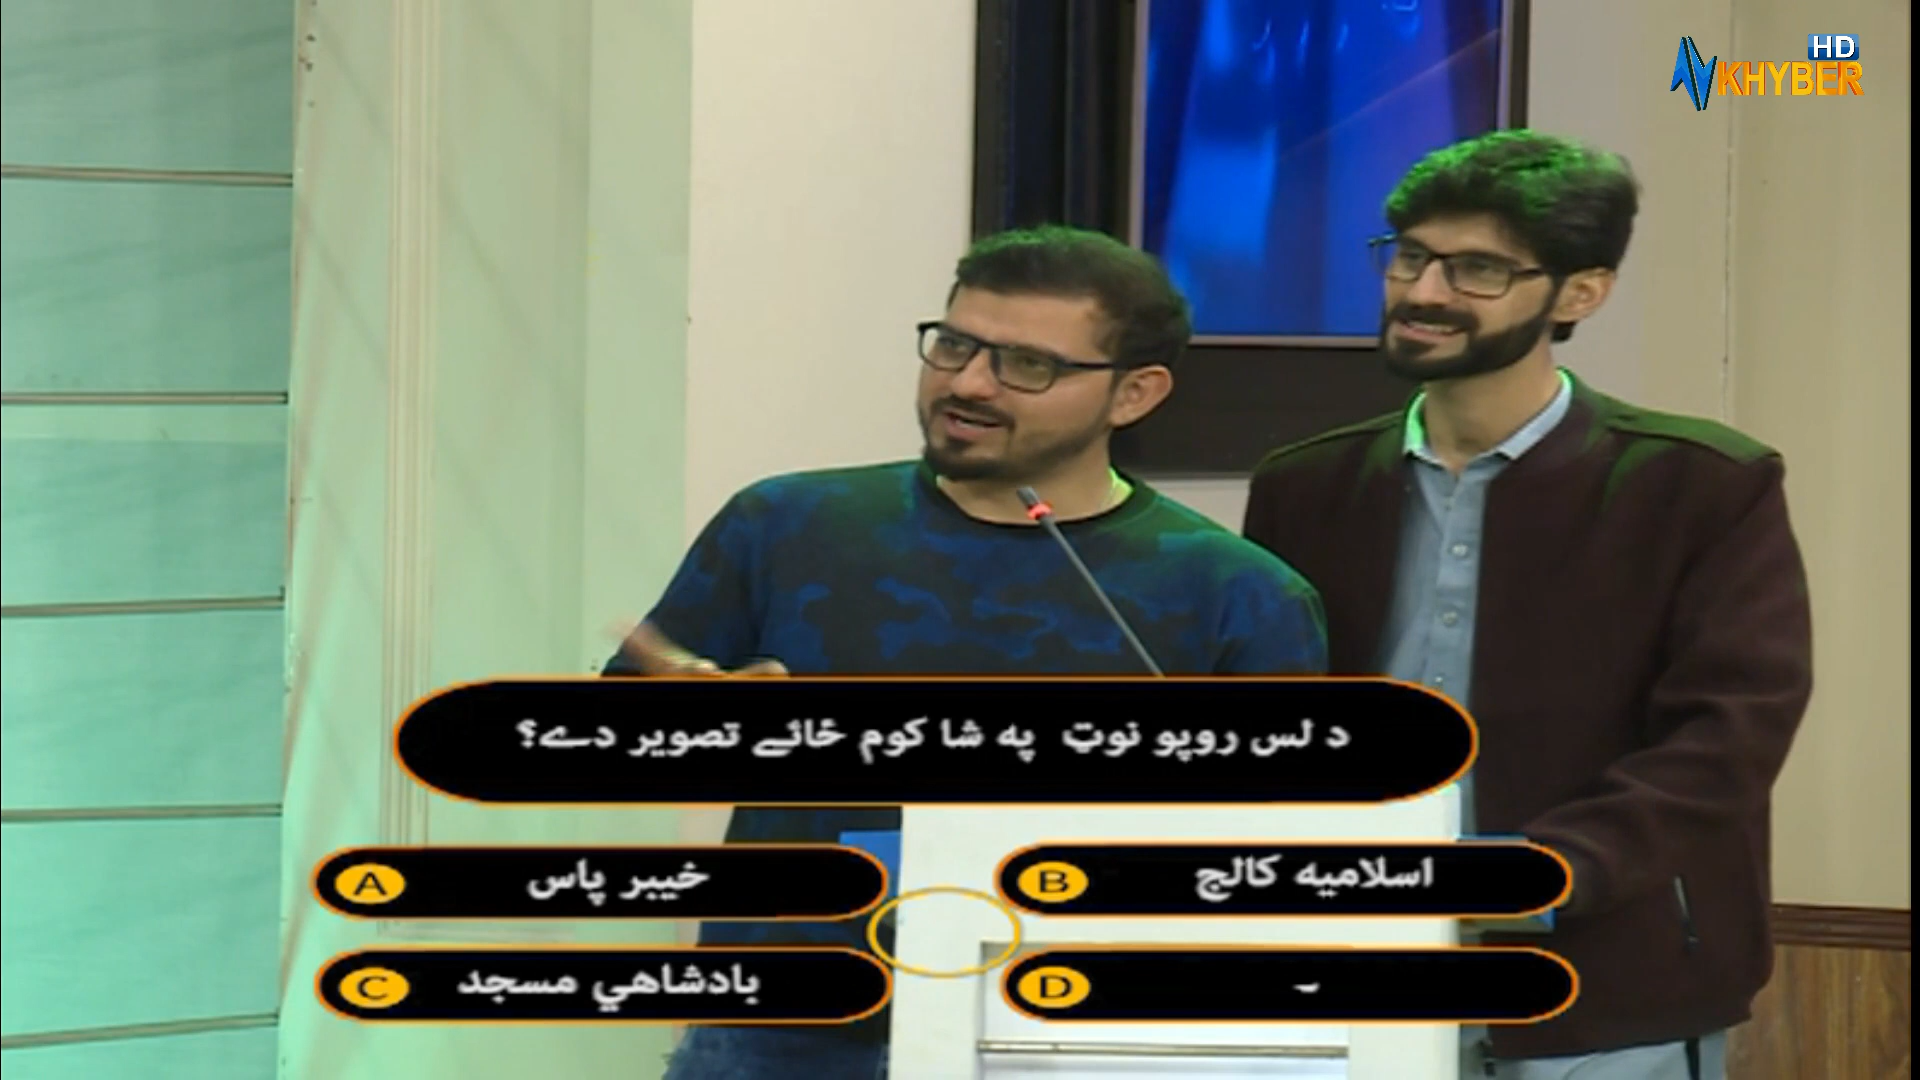 HD
KHYBER
د لس روپو نوټ په شا کوم ځائے تصویر دے؟
A خیبر پاس
B اسلامیه کالج
C بادشاهي مسجد
D -